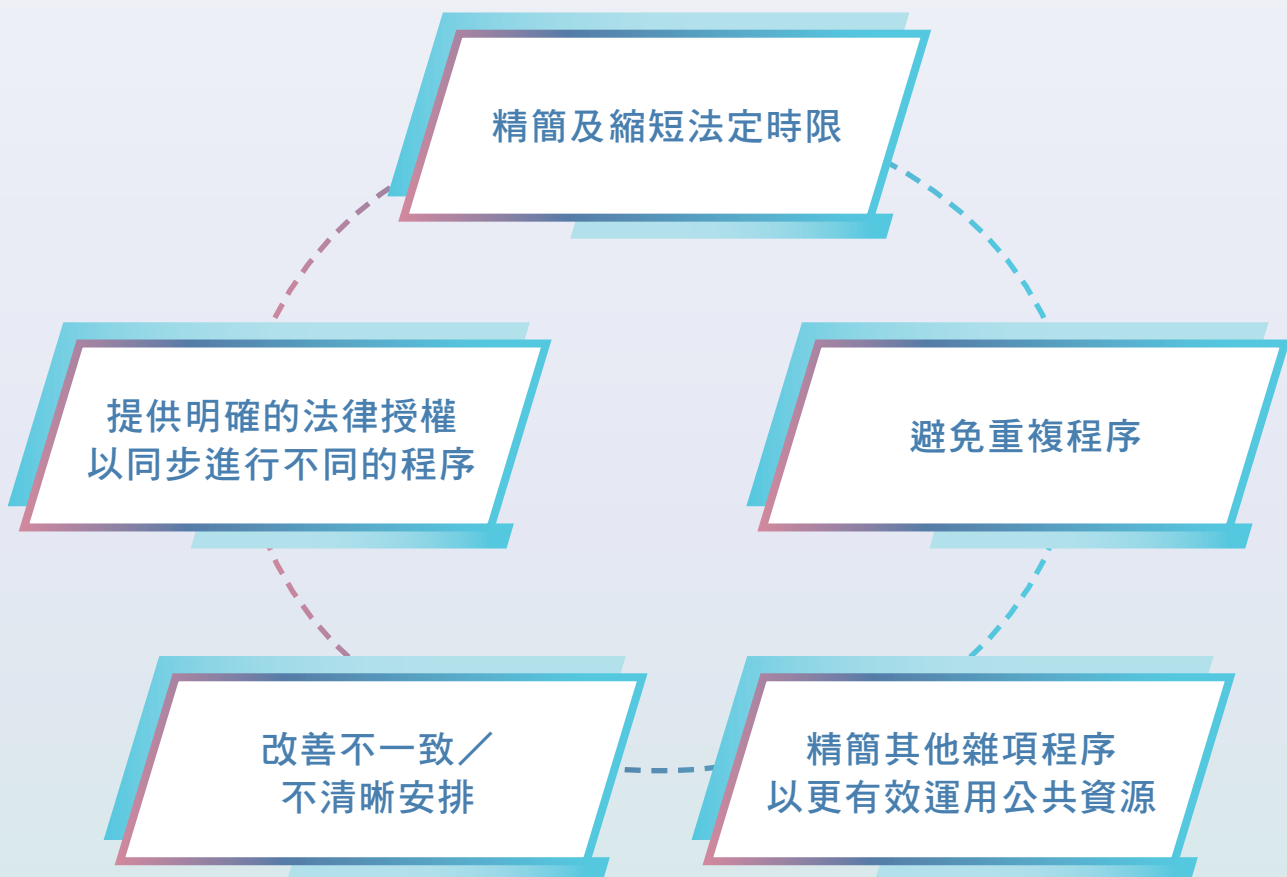 精簡及縮短法定時限
提供明確的法律授權
以同步進行不同的程序
避免重複程序
改善不一致／
不清晰安排
精簡其他雜項程序
以更有效運用公共資源